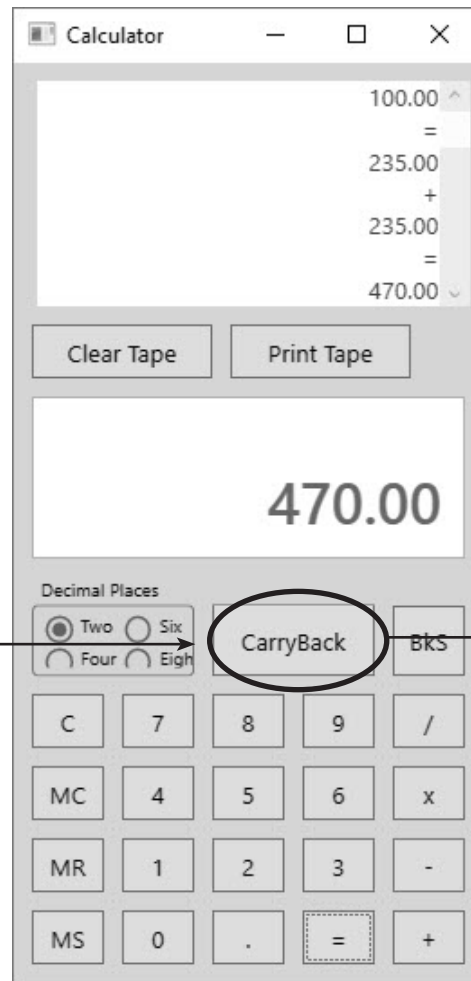 Calculator
100.00
=
235.00
+
235.00
=
470.00
Clear Tape Print Tape
470.00
Decimal Places
Two Six CarryBack BkS
Four Eigh
C 7 8 9 /
MC 4 5 6 x
MR 1 2 3 -
MS 0 . = +